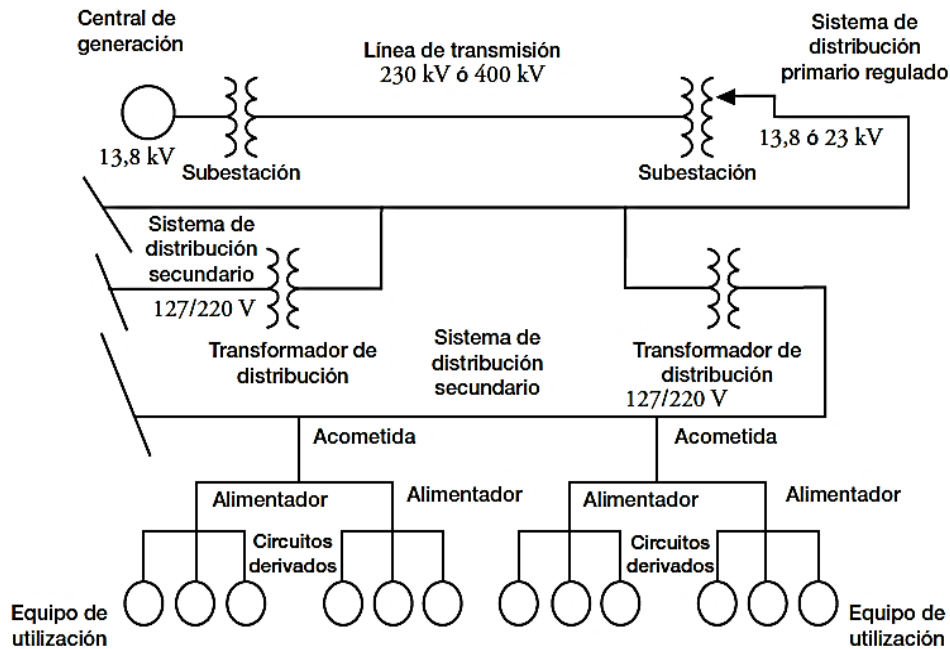 Central de
generación
Línea de transmisión
230 kV ó 400 kV
Sistema de
distribución
primario regulado
13,8 kV
Subestación
Subestación
13,8 ó 23 kV
Sistema de
distribución
secundario
127/220 V
Transformador de
distribución
Sistema de
distribución
secundario
Transformador de
distribución
127/220 V
Acometida
Acometida
Alimentador
Alimentador
Alimentador
Alimentador
Circuitos
derivados
Circuitos
derivados
Equipo de
utilización
Equipo de
utilización